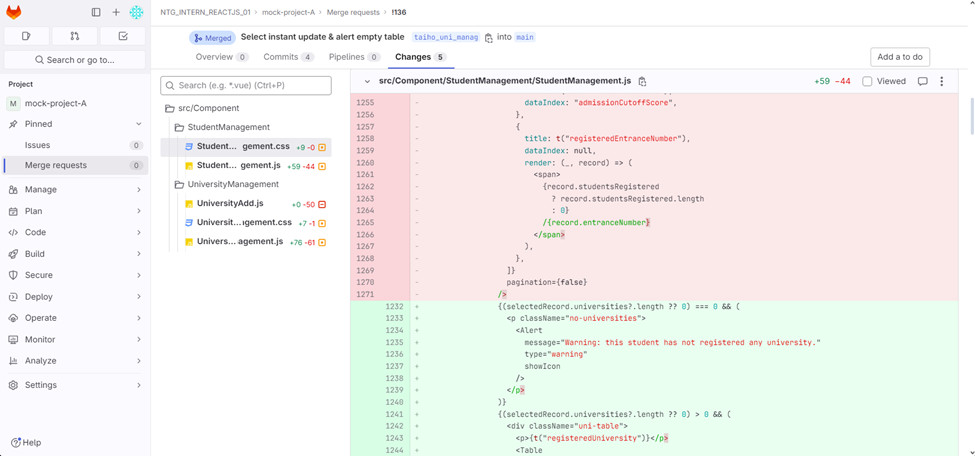 NTG_INTERN_REACTJS_01 > mock-project-A > Merge requests > !136
Merged Select instant update & alert empty table taiho_uni_manag into main
Overview 0 Commits 4 Pipelines 0 Changes 5
Add a to do
Search or go to...
Project
M mock-project-A
Pinned
Issues 0
Merge requests 0
Manage
Plan
Code
Build
Secure
Deploy
Operate
Monitor
Analyze
Settings
Help
Search (e.g. *.vue) (Ctrl+P)
src/Component
StudentManagement
Student... gement.css +9 -0
Student... gement.js +59 -44
UniversityManagement
UniversityAdd.js +0 -50
Universit...igement.css +7 -1
Univers... agement.js +76 -61
src/Component/StudentManagement/StudentManagement.js +59 -44 Viewed
1255 - dataIndex: "admissionCutoffScore",
1256 - },
1257 - {
1258 - title: t("registeredEntranceNumber"),
1259 - dataIndex: null,
1260 - render: (_, record) => (
1261 - <span>
1262 - {record.studentsRegistered
1263 - ? record.studentsRegistered.length
1264 - : 0}
1265 - /{record.entranceNumber}
1266 - </span>
1267 - ),
1268 - },
1269 - ]}
1270 - pagination={false}
1271 - />
1232 + {(selectedRecord.universities?.length ?? 0) === 0 && (
1233 + <p className="no-universities">
1234 + <Alert
1235 + message="Warning: this student has not registered any university."
1236 + type="warning"
1237 + showIcon
1238 + />
1239 + </p>
1240 + )}
1241 + {(selectedRecord.universities?.length ?? 0) > 0 && (
1242 + <div className="uni-table">
1243 + <p>{t("registeredUniversity")}</p>
1244 + <Table